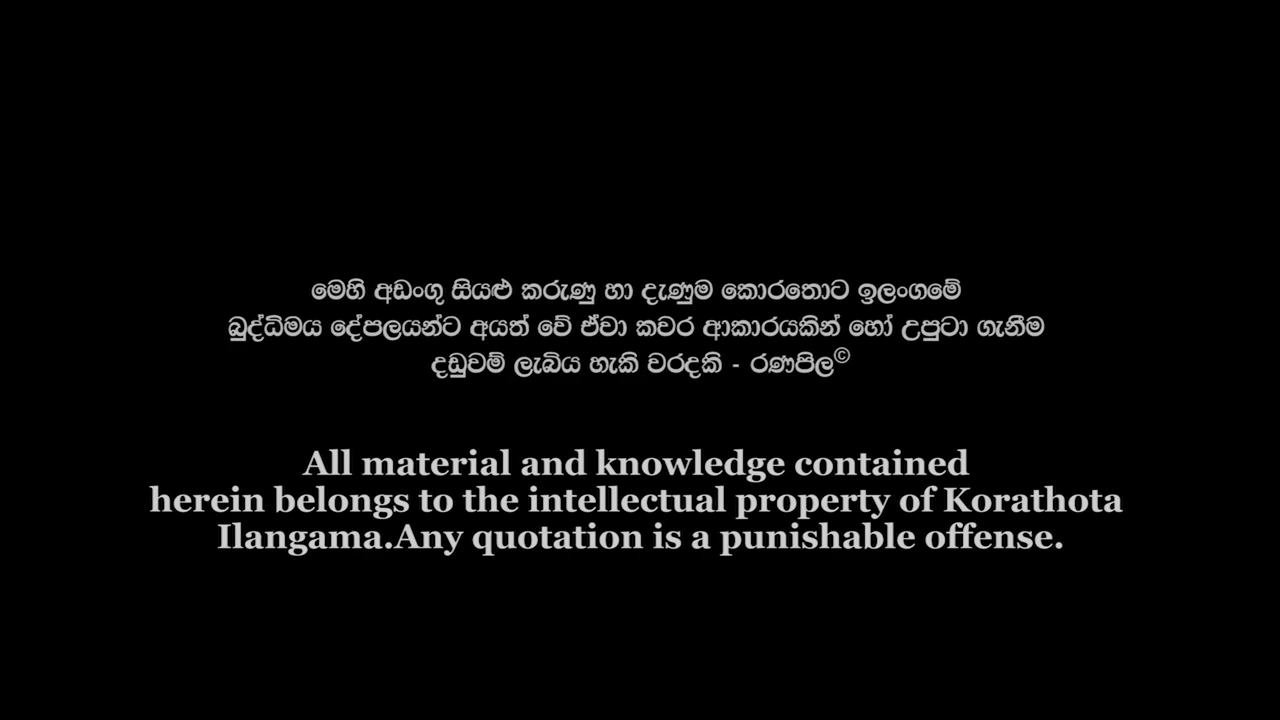 මෙහි අඩංගු සියළු කරුණු හා දැණුම කොරතොට ඉලංගමේ
බුද්ධිමය දේපලයන්ට අයත් වේ ඒවා කවර ආකාරයකින් හෝ උපුටා ගැනීම
දඩුවම් ලැබිය හැකි වරදකි - රණපිල©
All material and knowledge contained
herein belongs to the intellectual property of Korathota
Ilangama.Any quotation is a punishable offense.